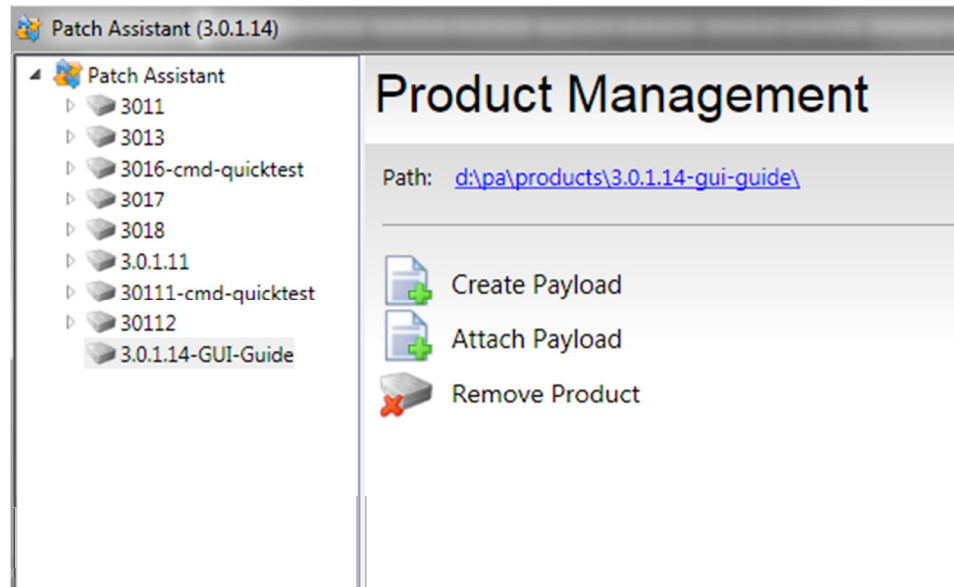 Patch Assistant (3.0.1.14)
Patch Assistant
3011
3013
3016-cmd-quicktest
3017
3018
3.0.1.11
30111-cmd-quicktest
30112
3.0.1.14-GUI-Guide
Product Management
Path: d:\pa\products\3.0.1.14-gui-guide\
Create Payload
Attach Payload
Remove Product